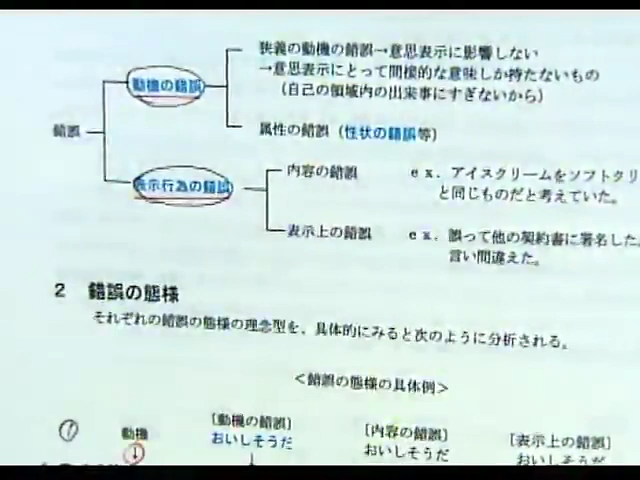 狭義の動機の錯誤→意思表示に影響しない
→意思表示にとって間接的な意味しか持たないもの
(自己の領域内の出来事にすぎないから)
動機の錯誤
錯誤
属性の錯誤（性状の錯誤等）
表示行為の錯誤
内容の錯誤 ｅｘ．アイスクリームをソフトクリ
と同じものだと考えていた。
表示上の錯誤 ｅｘ．誤って他の契約書に署名した。
言い間違えた。
2 錯誤の態様
それぞれの錯誤の態様の理念型を、具体的にみると次のように分析される。
＜錯誤の態様の具体例＞
① 動機 〔動機の錯誤〕 〔内容の錯誤〕 〔表示上の錯誤〕
↓ おいしそうだ おいしそうだ おいしそうだ